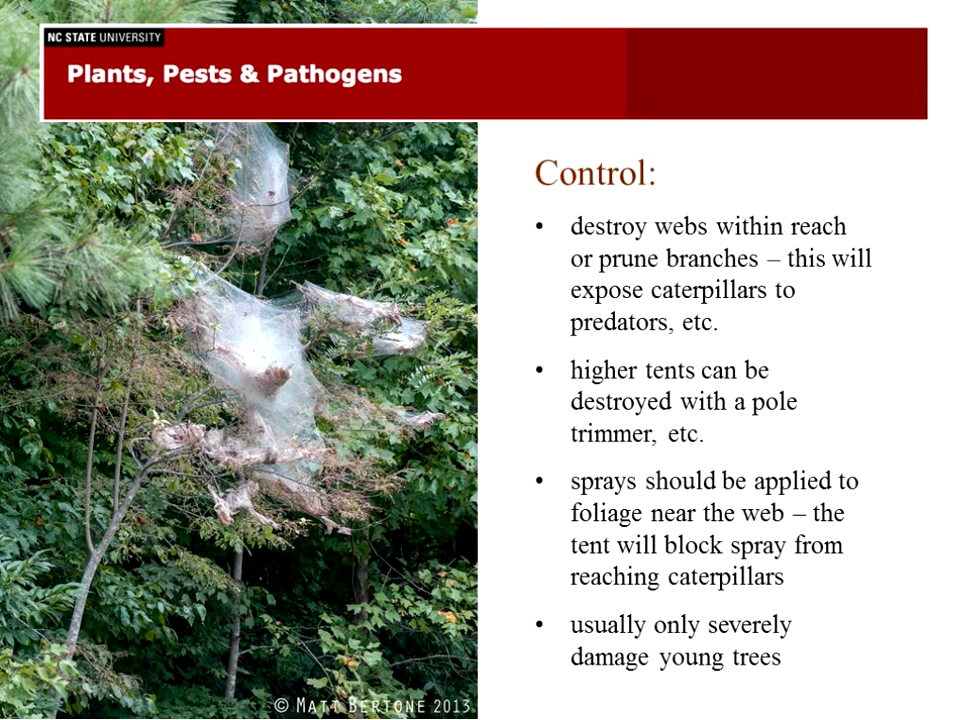 NC STATE UNIVERSITY
Plants, Pests & Pathogens
Control:
• destroy webs within reach
or prune branches – this will
expose caterpillars to
predators, etc.
• higher tents can be
destroyed with a pole
trimmer, etc.
• sprays should be applied to
foliage near the web – the
tent will block spray from
reaching caterpillars
• usually only severely
damage young trees
© MATT BERTONE 2013